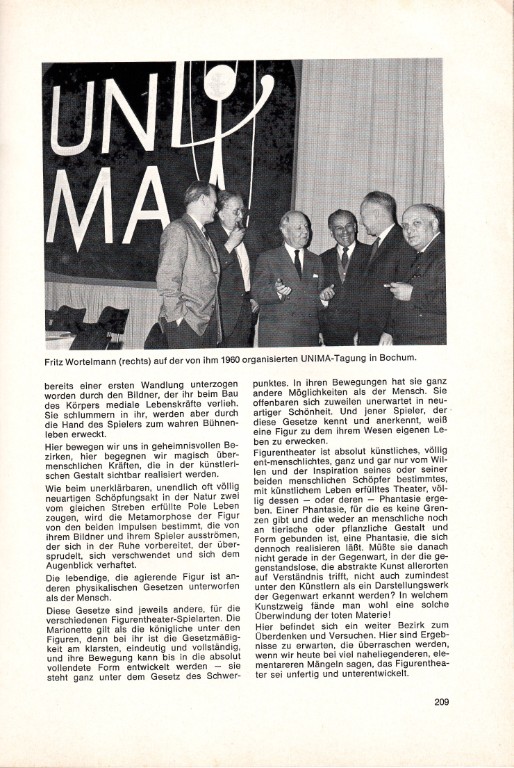 UN
MA
Fritz Wortelmann (rechts) auf der von ihm 1960 organisierten UNIMA-Tagung in Bochum.
bereits einer ersten Wandlung unterzogen
worden durch den Bildner, der ihr beim Bau
des Körpers mediale Lebenskräfte verlieh.
Sie schlummern in ihr, werden aber durch
die Hand des Spielers zum wahren Bühnen-
leben erweckt.
Hier bewegen wir uns in geheimnisvollen Be-
zirken, hier begegnen wir magisch über-
menschlichen Kräften, die in der künstleri-
schen Gestalt sichtbar realisiert werden.
Wie beim unerklärbaren, unendlich oft völlig
neuartigen Schöpfungsakt in der Natur zwei
vom gleichen Streben erfüllte Pole Leben
zeugen, wird die Metamorphose der Figur
von den beiden Impulsen bestimmt, die von
ihrem Bildner und ihrem Spieler ausströmen,
der sich in der Ruhe vorbereitet, der über-
sprudelt, sich verschwendet und sich dem
Augenblick verhaftet.
Die lebendige, die agierende Figur ist an-
deren physikalischen Gesetzen unterworfen
als der Mensch.
Diese Gesetze sind jeweils andere, für die
verschiedenen Figurentheater-Spielarten. Die
Marionette gilt als die königliche unter den
Figuren, denn bei ihr ist die Gesetzmäßig-
keit am klarsten, eindeutig und vollständig,
und ihre Bewegung kann bis in die absolut
vollendete Form entwickelt werden — sie
steht ganz unter dem Gesetz des Schwer-
punktes. In ihren Bewegungen hat sie ganz
andere Möglichkeiten als der Mensch. Sie
offenbaren sich zuweilen unerwartet in neu-
artiger Schönheit. Und jener Spieler, der
diese Gesetze kennt und anerkennt, weiß
eine Figur zu dem ihrem Wesen eigenen Le-
ben zu erwecken.
Figurentheater ist absolut künstliches, völlig
ent-menschlichtes, ganz und gar nur vom Wil-
len und der Inspiration seines oder seiner
beiden menschlichen Schöpfer bestimmtes,
mit künstlichem Leben erfülltes Theater, völ-
lig dessen — oder deren — Phantasie erge-
ben. Einer Phantasie, für die es keine Gren-
zen gibt und die weder an menschliche noch
an tierische oder pflanzliche Gestalt und
Form gebunden ist, eine Phantasie, die sich
dennoch realisieren läßt. Müßte sie danach
nicht gerade in der Gegenwart, in der die ge-
genstandslose, die abstrakte Kunst allerorten
auf Verständnis trifft, nicht auch zumindest
unter den Künstlern als ein Darstellungswerk
der Gegenwart erkannt werden? In welchem
Kunstzweig fände man wohl eine solche
Überwindung der toten Materie!
Hier befindet sich ein weiter Bezirk zum
Überdenken und Versuchen. Hier sind Ergeb-
nisse zu erwarten, die überraschen werden,
wenn wir heute bei viel naheliegenderen, ele-
mentareren Mängeln sagen, das Figurenthea-
ter sei unfertig und unterentwickelt.
209